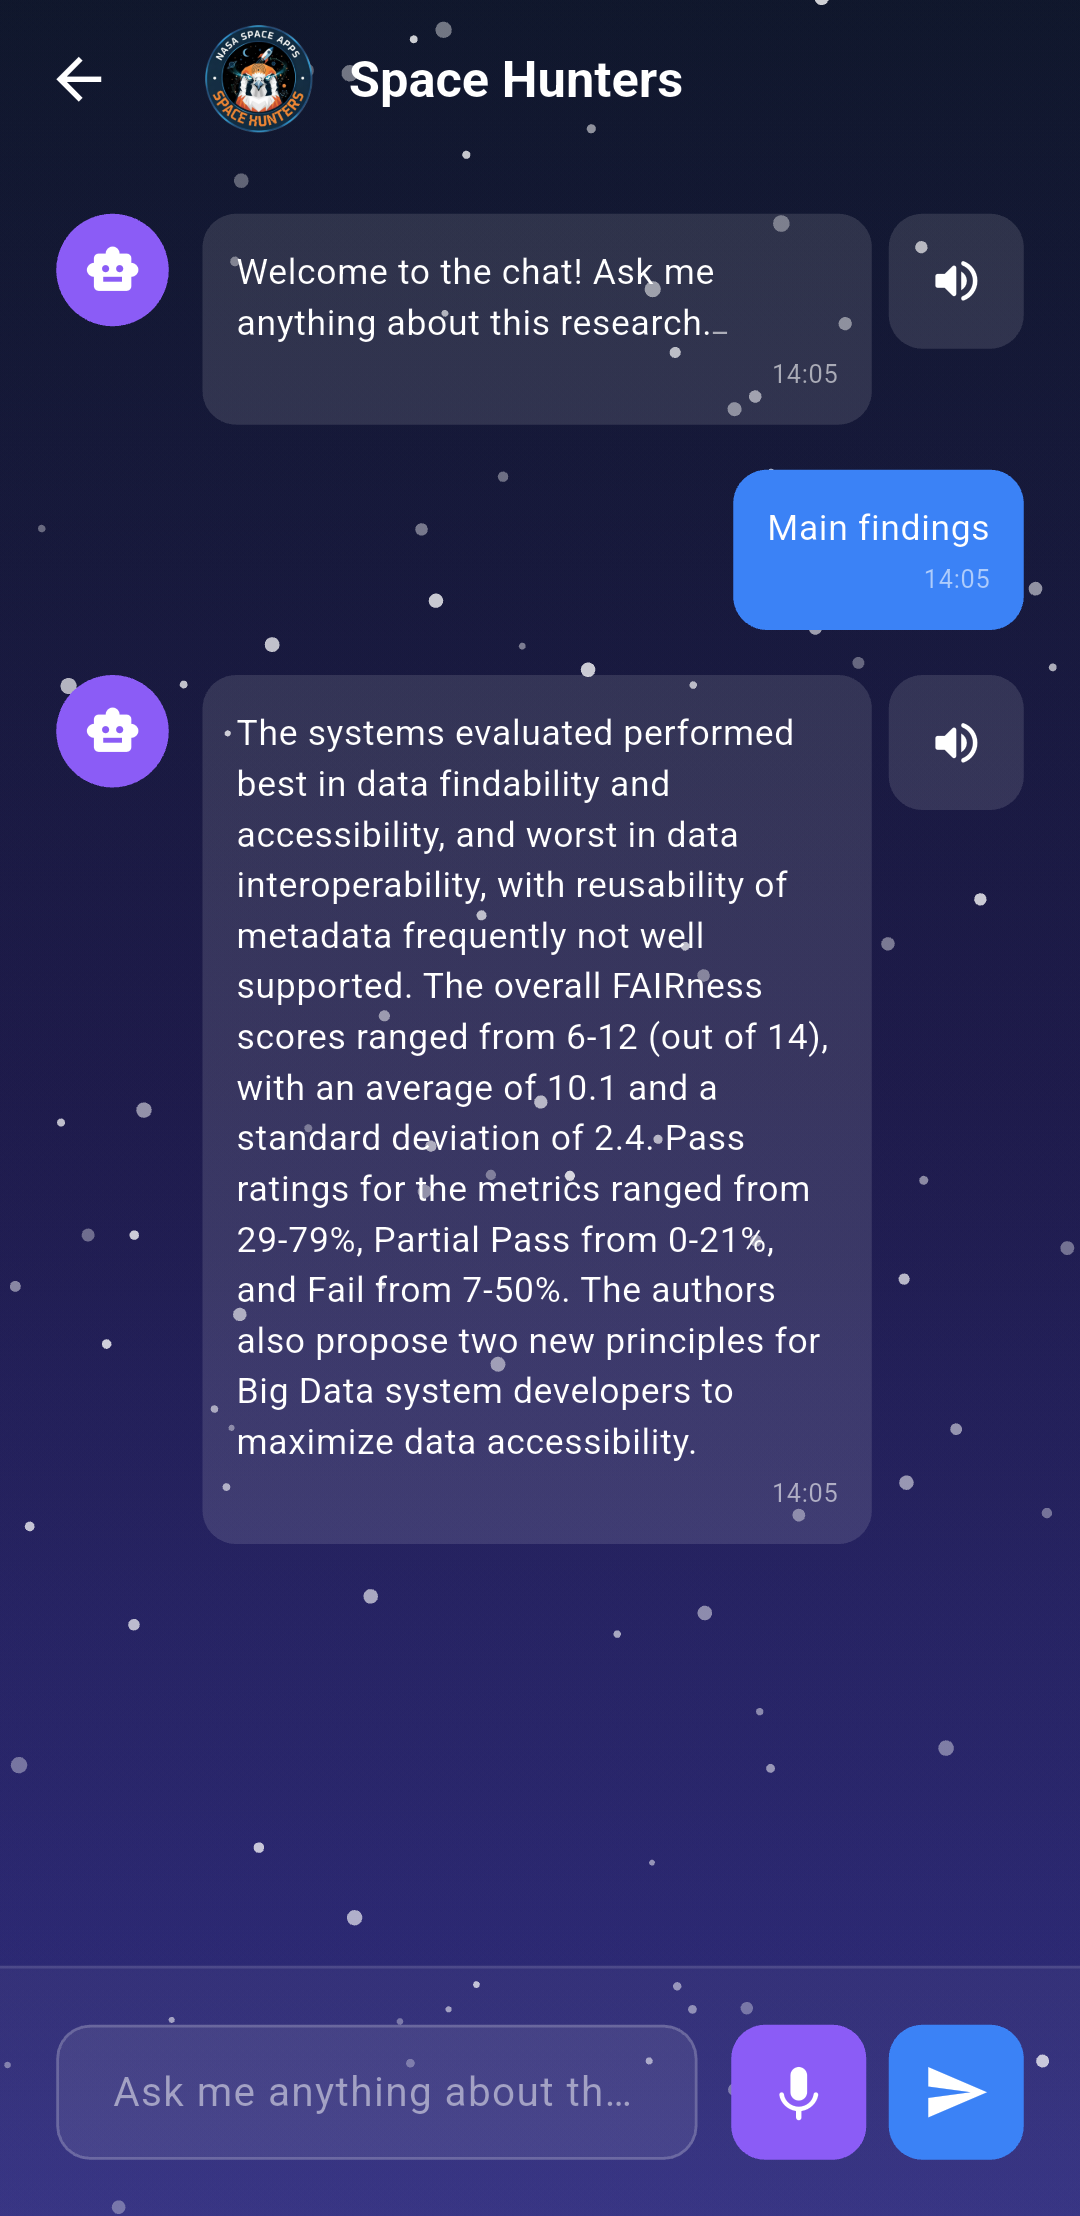 NASA SPACE APPS
SPACE HUNTERS
Space Hunters
Welcome to the chat! Ask me
anything about this research._
14:05
Main findings
14:05
The systems evaluated performed
best in data findability and
accessibility, and worst in data
interoperability, with reusability of
metadata frequently not well
supported. The overall FAIRness
scores ranged from 6-12 (out of 14),
with an average of 10.1 and a
standard deviation of 2.4. Pass
ratings for the metrics ranged from
29-79%, Partial Pass from 0-21%,
and Fail from 7-50%. The authors
also propose two new principles for
Big Data system developers to
maximize data accessibility.
14:05
Ask me anything about th...